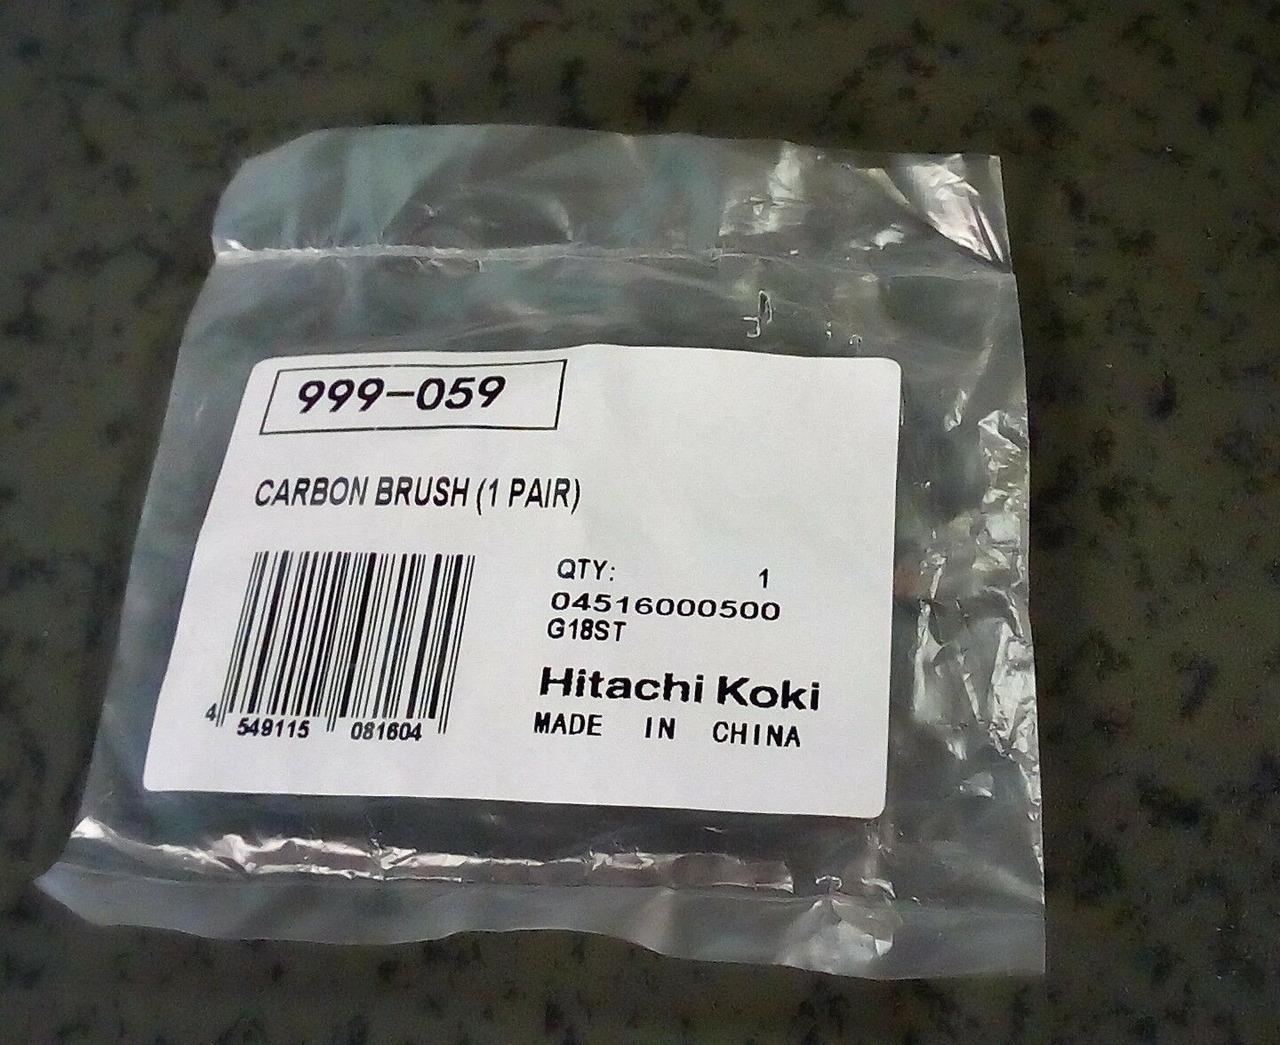 999-059
CARBON BRUSH (1 PAIR)
QTY: 1
04516000500
G18ST
Hitachi Koki
MADE IN CHINA
4 549115 081604